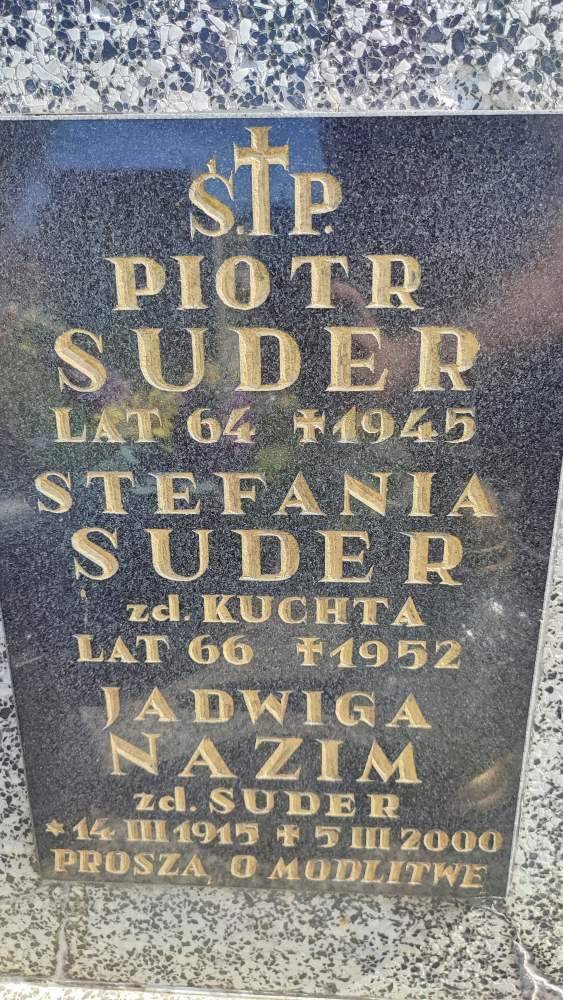 Ś.†P.
PIOTR
SUDER
LAT 64 ✝1945
STEFANIA
SUDER
zd. KUCHTA
LAT 66 ✝1952
JADWIGA
NAZIM
zd. SUDER
*14 III 1915 ✝ 5 III 2000
PROSZĄ O MODLITWĘ